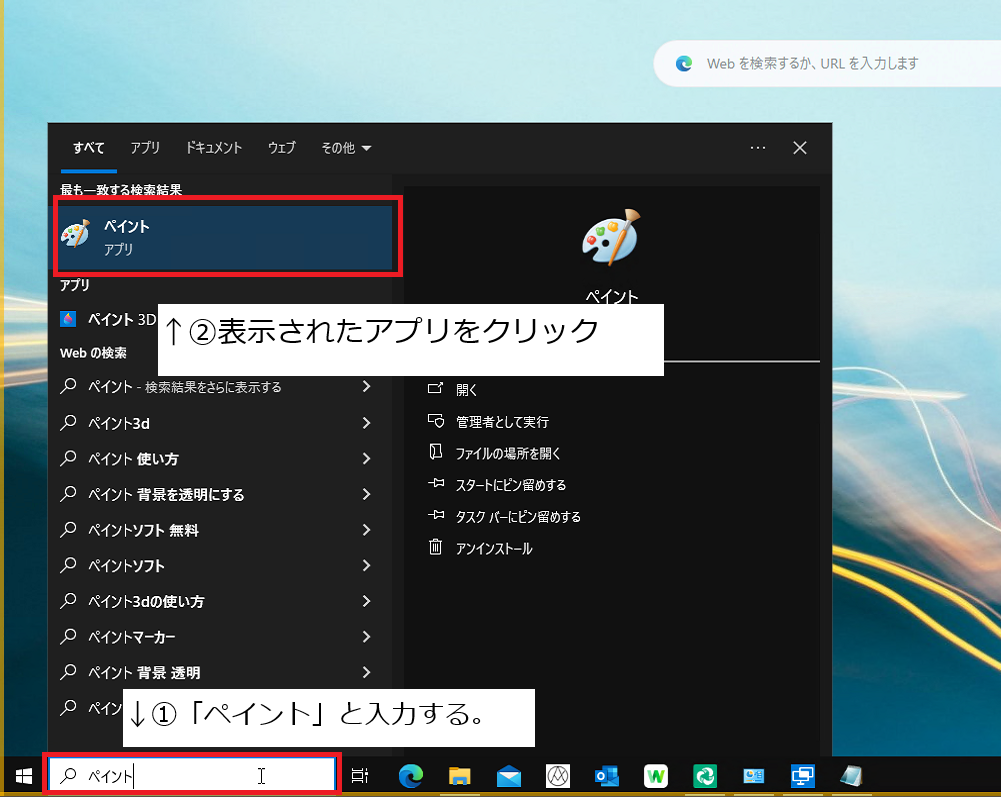 Web を検索するか、URL を入力します
すべて アプリ ドキュメント ウェブ その他
最も一致する検索結果
ペイント
アプリ
ペイント
アプリ
ペイント 3D
↑②表示されたアプリをクリック
Web の検索
ペイント - 検索結果をさらに表示する
ペイント3d
ペイント 使い方
ペイント 背景を透明にする
ペイントソフト 無料
ペイントソフト
ペイント3dの使い方
ペイントマーカー
ペイント 背景 透明
ペイン
開く
管理者として実行
ファイルの場所を開く
スタートにピン留めする
タスク バーにピン留めする
アンインストール
↓①「ペイント」と入力する。
ペイント
W